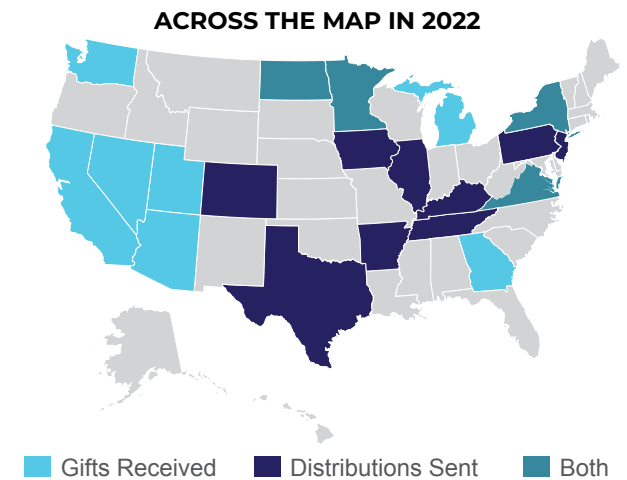 ACROSS THE MAP IN 2022
Gifts Received
Distributions Sent
Both